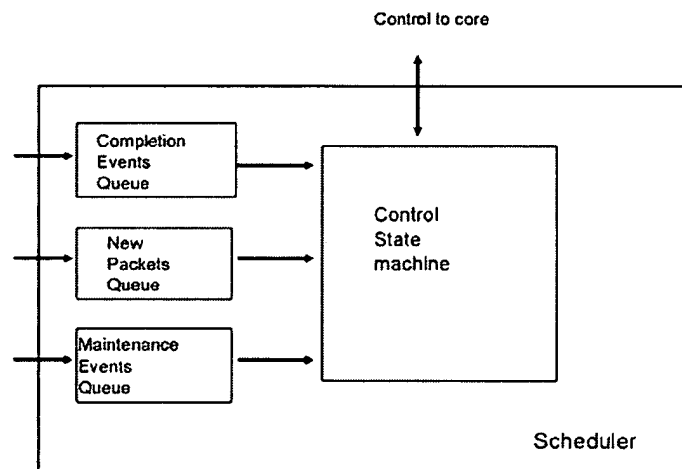 Control to core
Completion
Events
Queue
New
Packets
Queue
Maintenance
Events
Queue
Control
State
machine
Scheduler